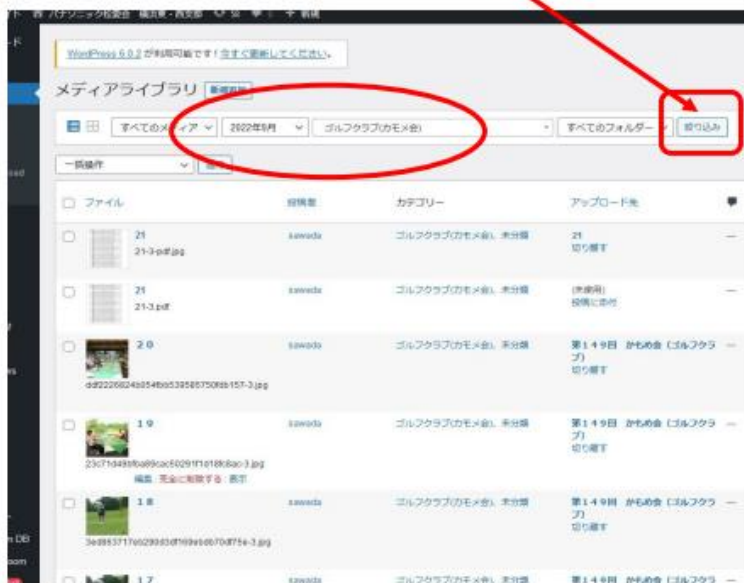 パナソニック松愛会 横浜東・西支部
+ 新規
WordPress 6.0.2 が利用可能です ! 今すぐ更新してください。
メディアライブラリ
すべてのメディア
2022年9月
ゴルフクラブ(カモメ会)
すべてのフォルダー
絞り込み
一括操作
ファイル
投稿者
カテゴリー
アップロード先
21
21-3-pdf.jpg
sawada
ゴルフクラブ(カモメ会), 未分類
21
切り離す
21
21-3.pdf
sawada
ゴルフクラブ(カモメ会), 未分類
(未使用)
投稿に添付
20
sawada
ゴルフクラブ(カモメ会), 未分類
第149回 かもめ会 (ゴルフクラ
ブ)
切り離す
19
sawada
ゴルフクラブ(カモメ会), 未分類
第149回 かもめ会 (ゴルフクラ
ブ)
切り離す
編集 完全に削除する 表示
18
sawada
ゴルフクラブ(カモメ会), 未分類
第149回 かもめ会 (ゴルフクラ
ブ)
切り離す
17
sawada
ゴルフクラブ(カモメ会), 未分類
第149回 かもめ会 (ゴルフクラ